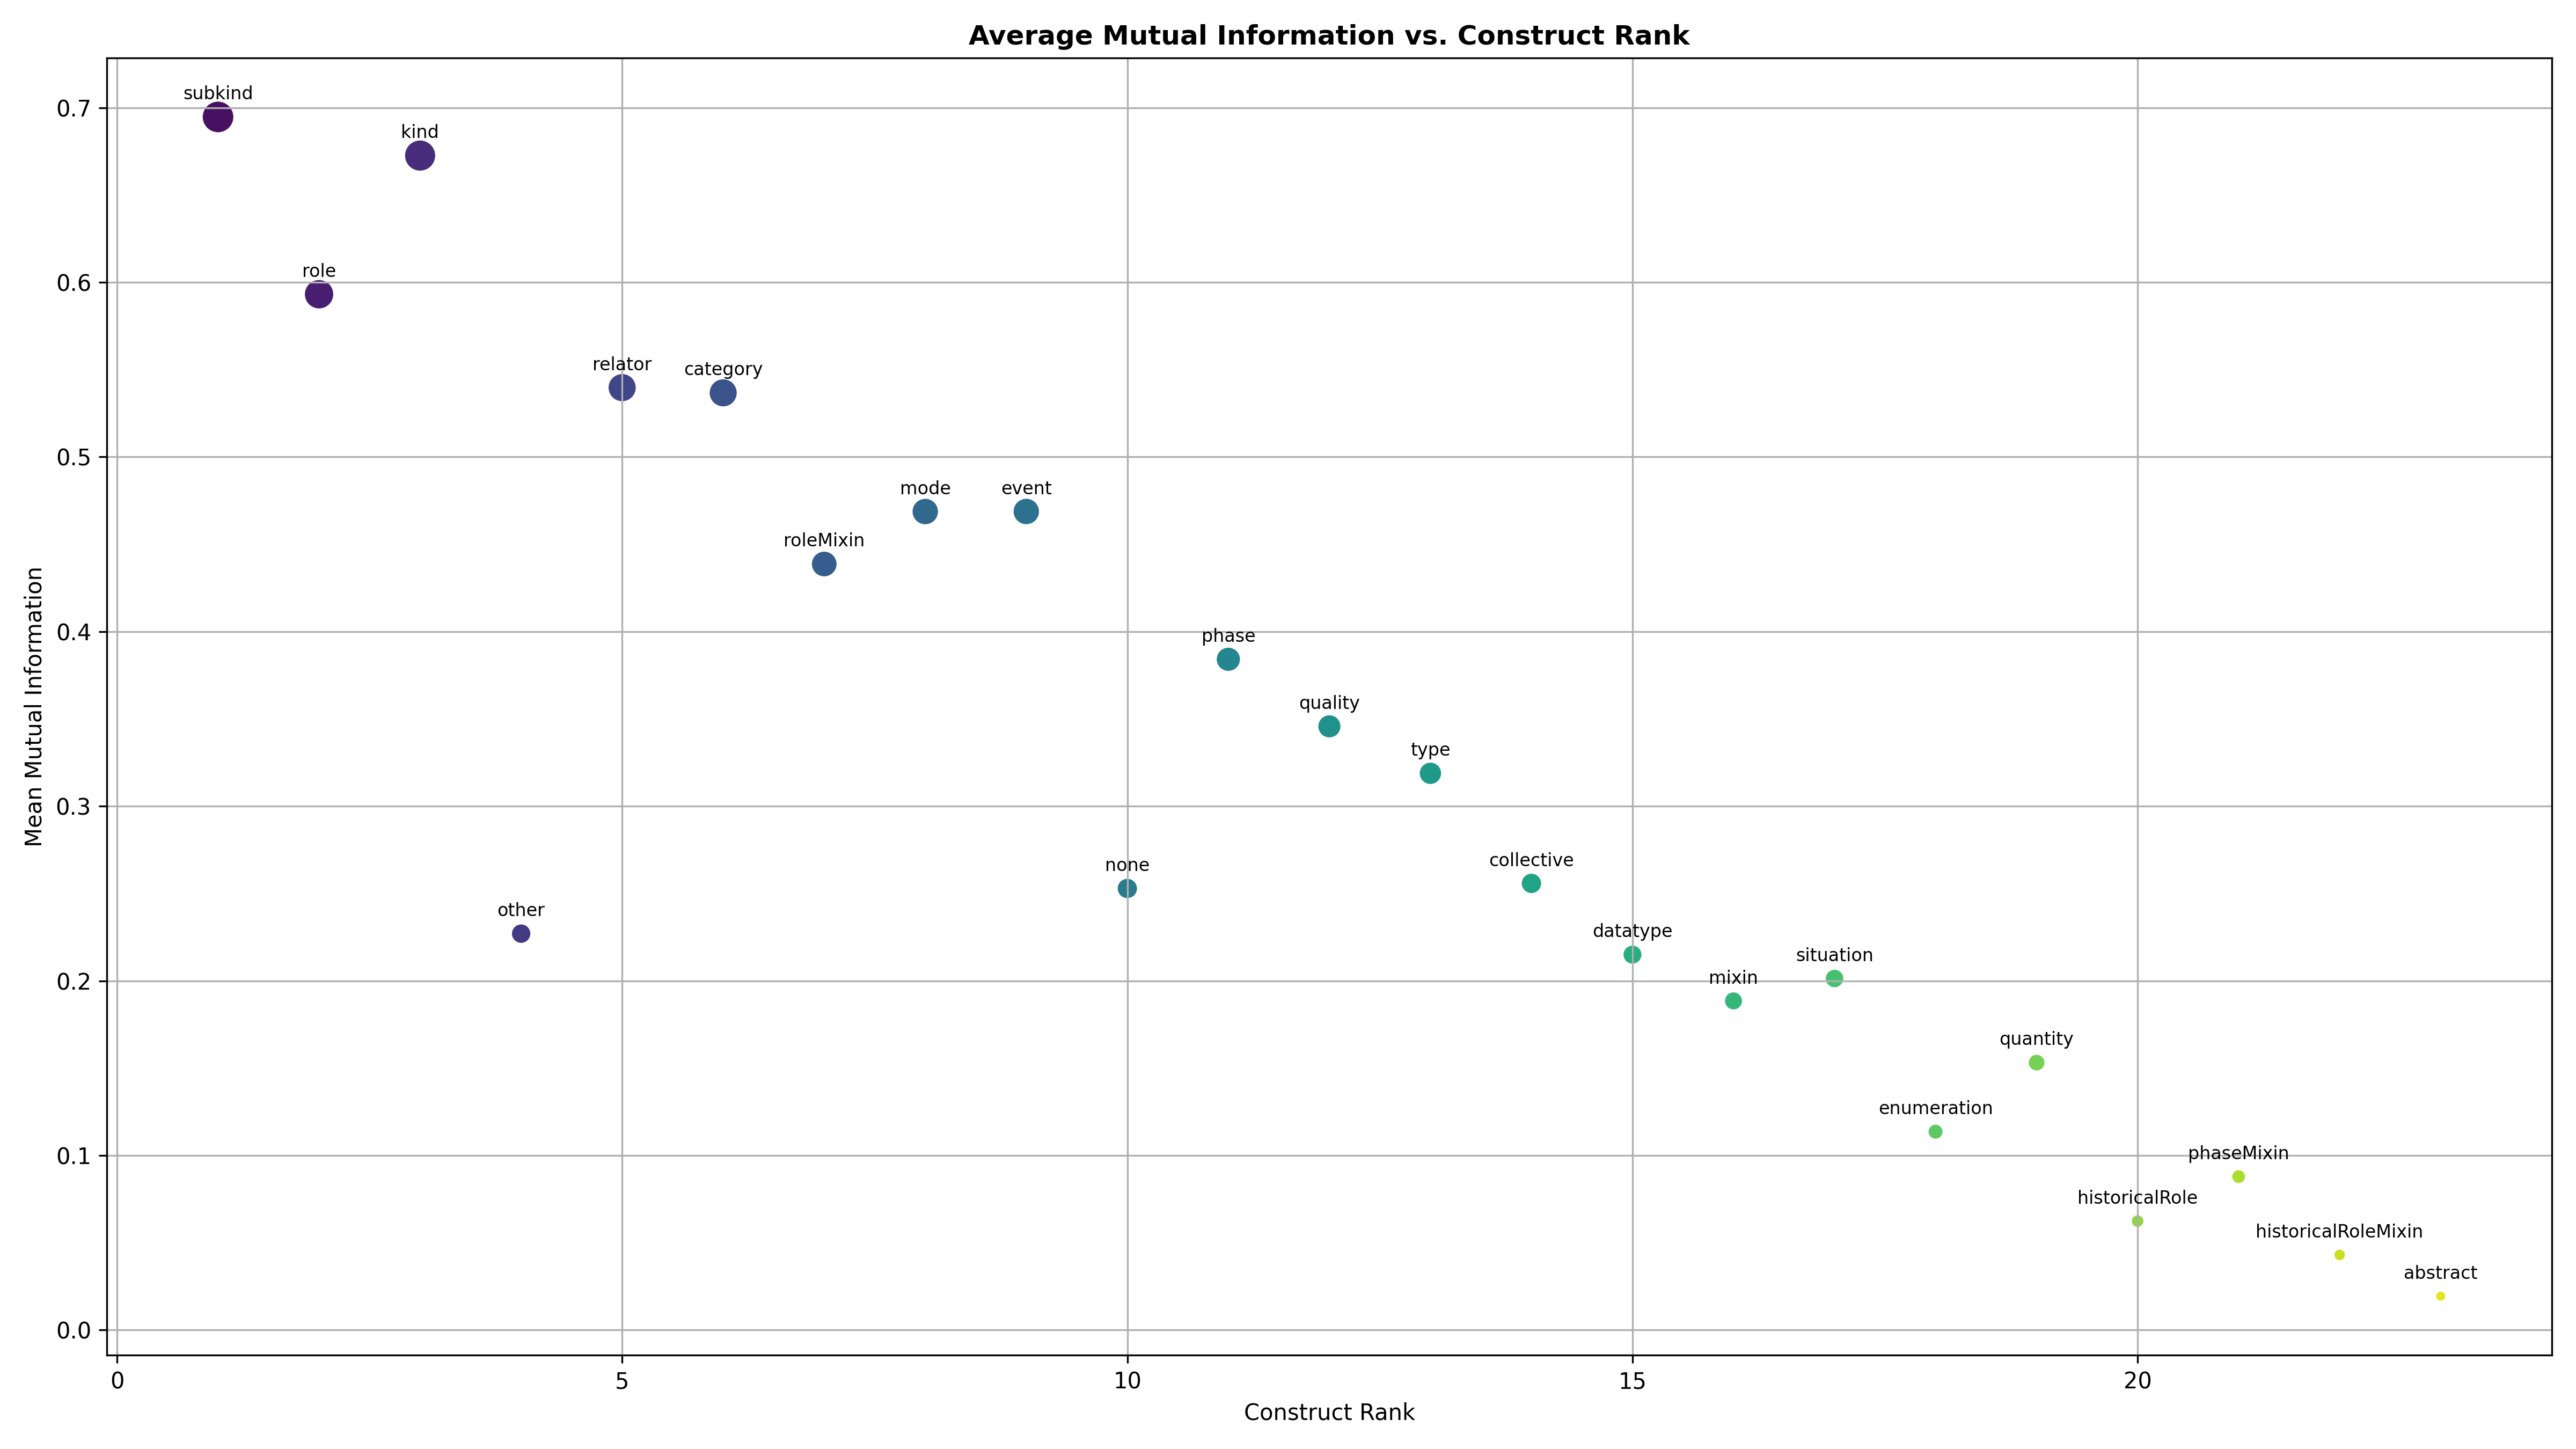 Average Mutual Information vs. Construct Rank
Mean Mutual Information
0.7
0.6
0.5
0.4
0.3
0.2
0.1
0.0
subkind
kind
role
relator
category
mode
event
roleMixin
phase
quality
type
collective
none
other
datatype
situation
mixin
quantity
enumeration
phaseMixin
historicalRole
historicalRoleMixin
abstract
0
5
10
15
20
Construct Rank